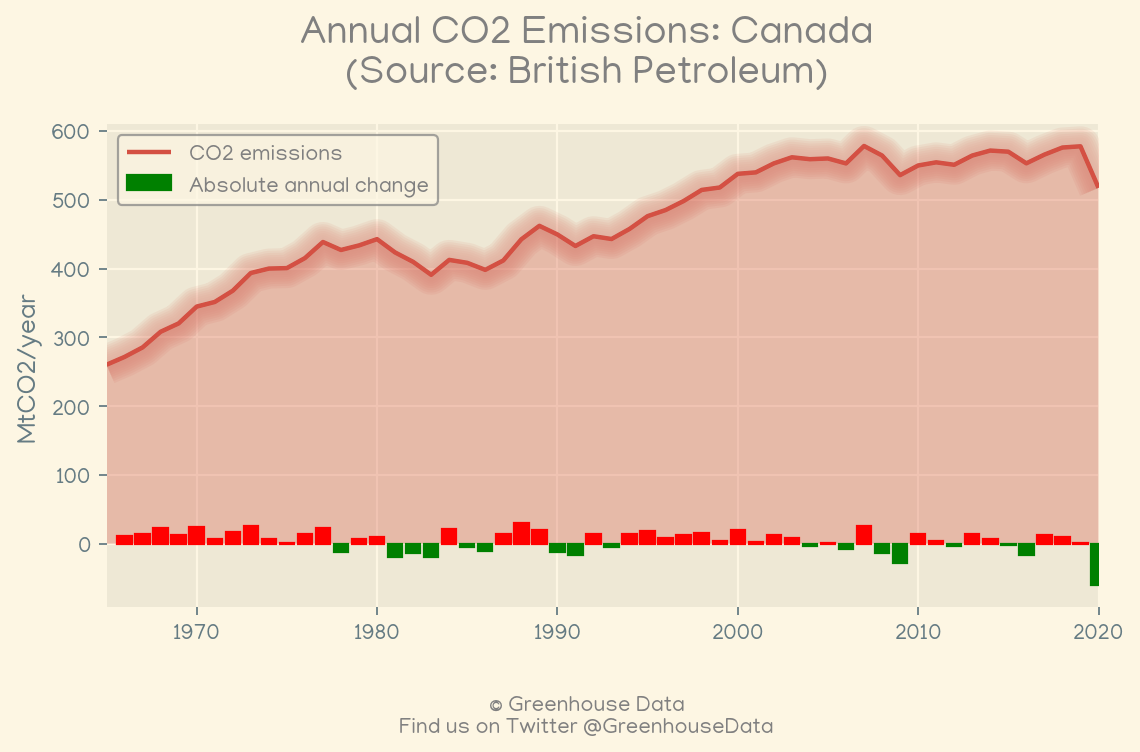 Annual CO2 Emissions: Canada
(Source: British Petroleum)
CO2 emissions
Absolute annual change
MtCO2/year
600
500
400
300
200
100
0
1970
1980
1990
2000
2010
2020
© Greenhouse Data
Find us on Twitter @GreenhouseData